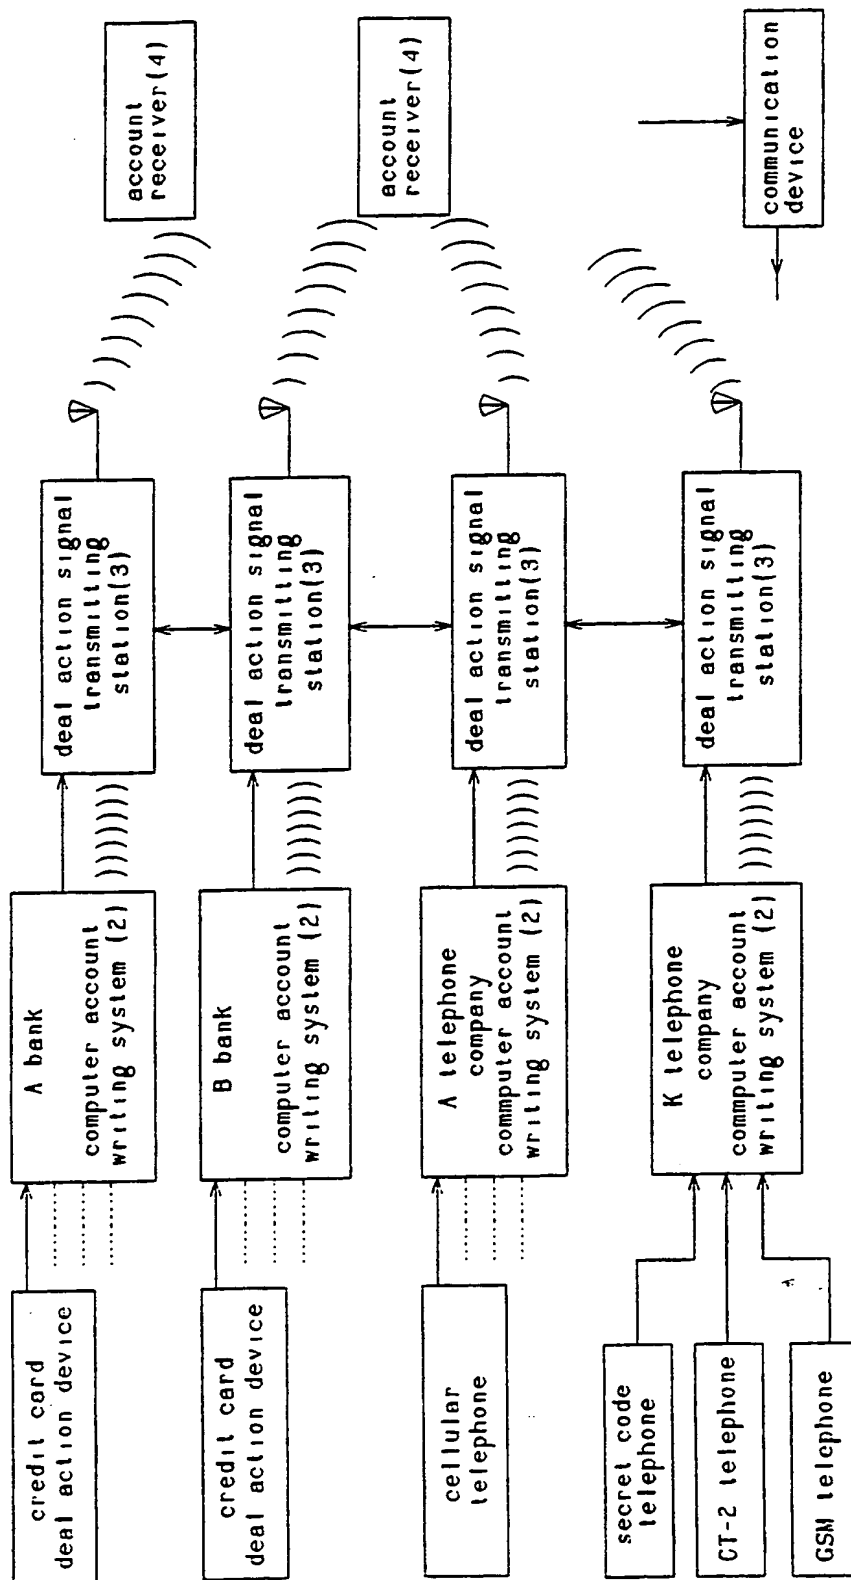 credit card
deal action device
A bank
computer account
writing system (2)
deal action signal
transmitting
station(3)
account
receiver(4)
credit card
deal action device
B bank
computer account
writing system (2)
deal action signal
transmitting
station(3)
account
receiver(4)
cellular
telephone
A telephone
company
commputer account
writing system (2)
deal action signal
transmitting
station(3)
secret code
telephone
CT-2 telephone
GSM telephone
K telephone
company
commputer account
writing system (2)
deal action signal
transmitting
station(3)
communication
device